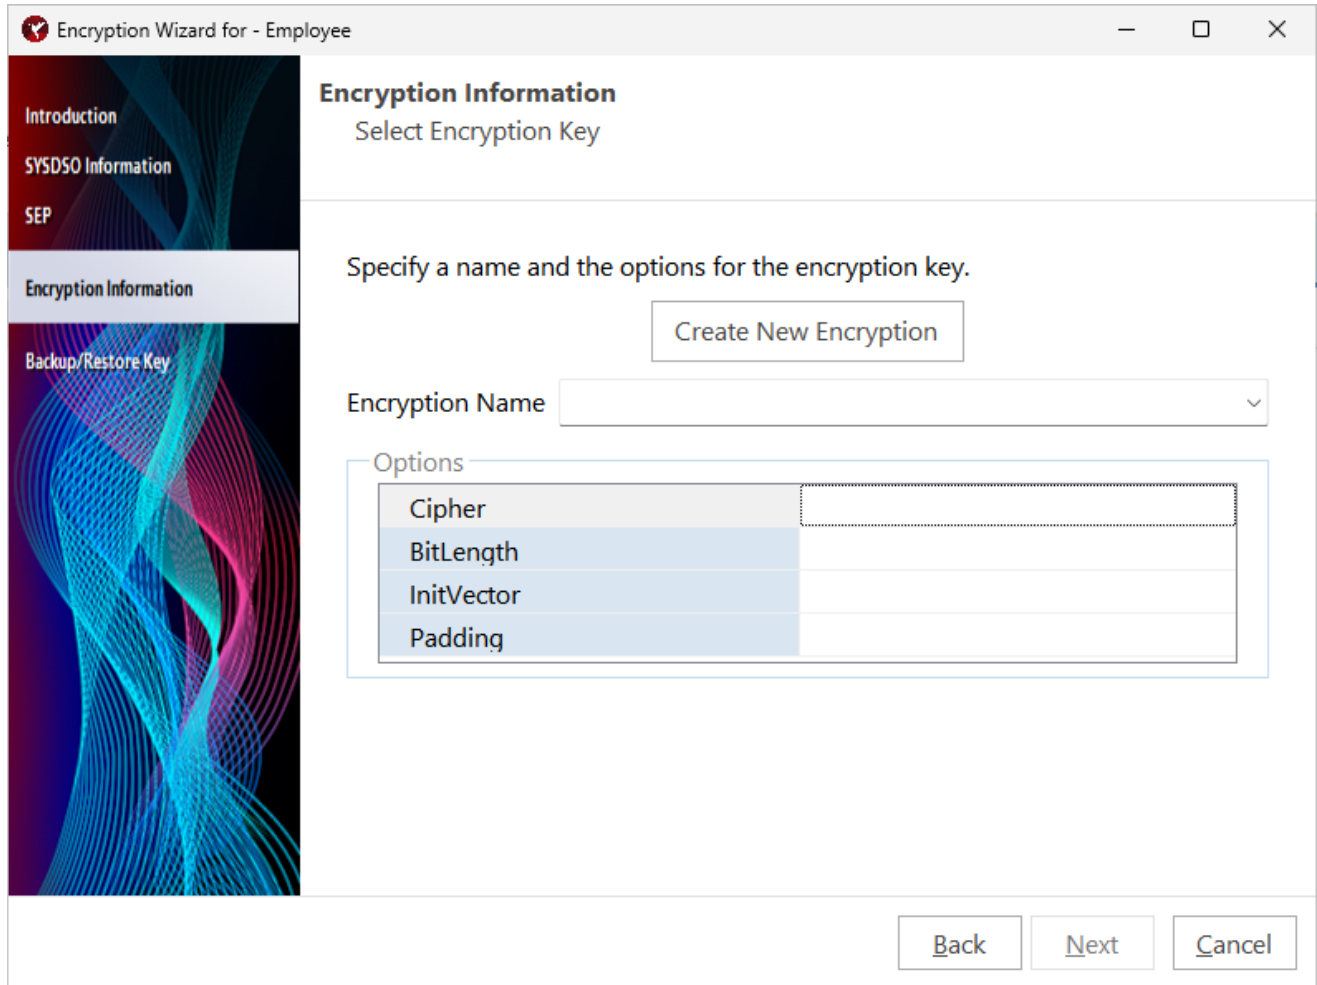 Encryption Wizard for - Employee
Introduction
SYSDSO Information
SEP
Encryption Information
Backup/Restore Key
Encryption Information
Select Encryption Key
Specify a name and the options for the encryption key.
Create New Encryption
Encryption Name
Options
Cipher
BitLength
InitVector
Padding
Back
Next
Cancel